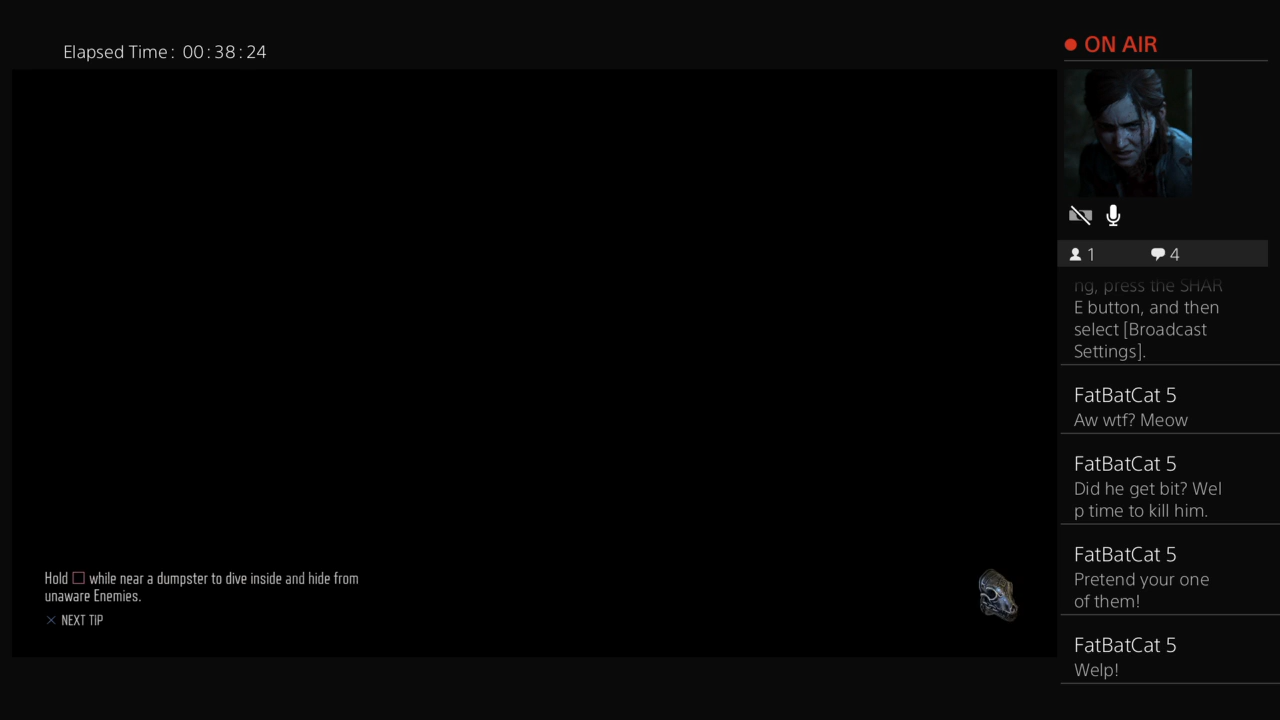 Elapsed Time: 00:38:24
ON AIR
1
4
ng, press the SHAR
E button, and then
select [Broadcast
Settings].
FatBatCat 5
Aw wtf? Meow
FatBatCat 5
Did he get bit? Wel
p time to kill him.
FatBatCat 5
Pretend your one
of them!
FatBatCat 5
Welp!
Hold □ while near a dumpster to dive inside and hide from
unaware Enemies.
× NEXT TIP